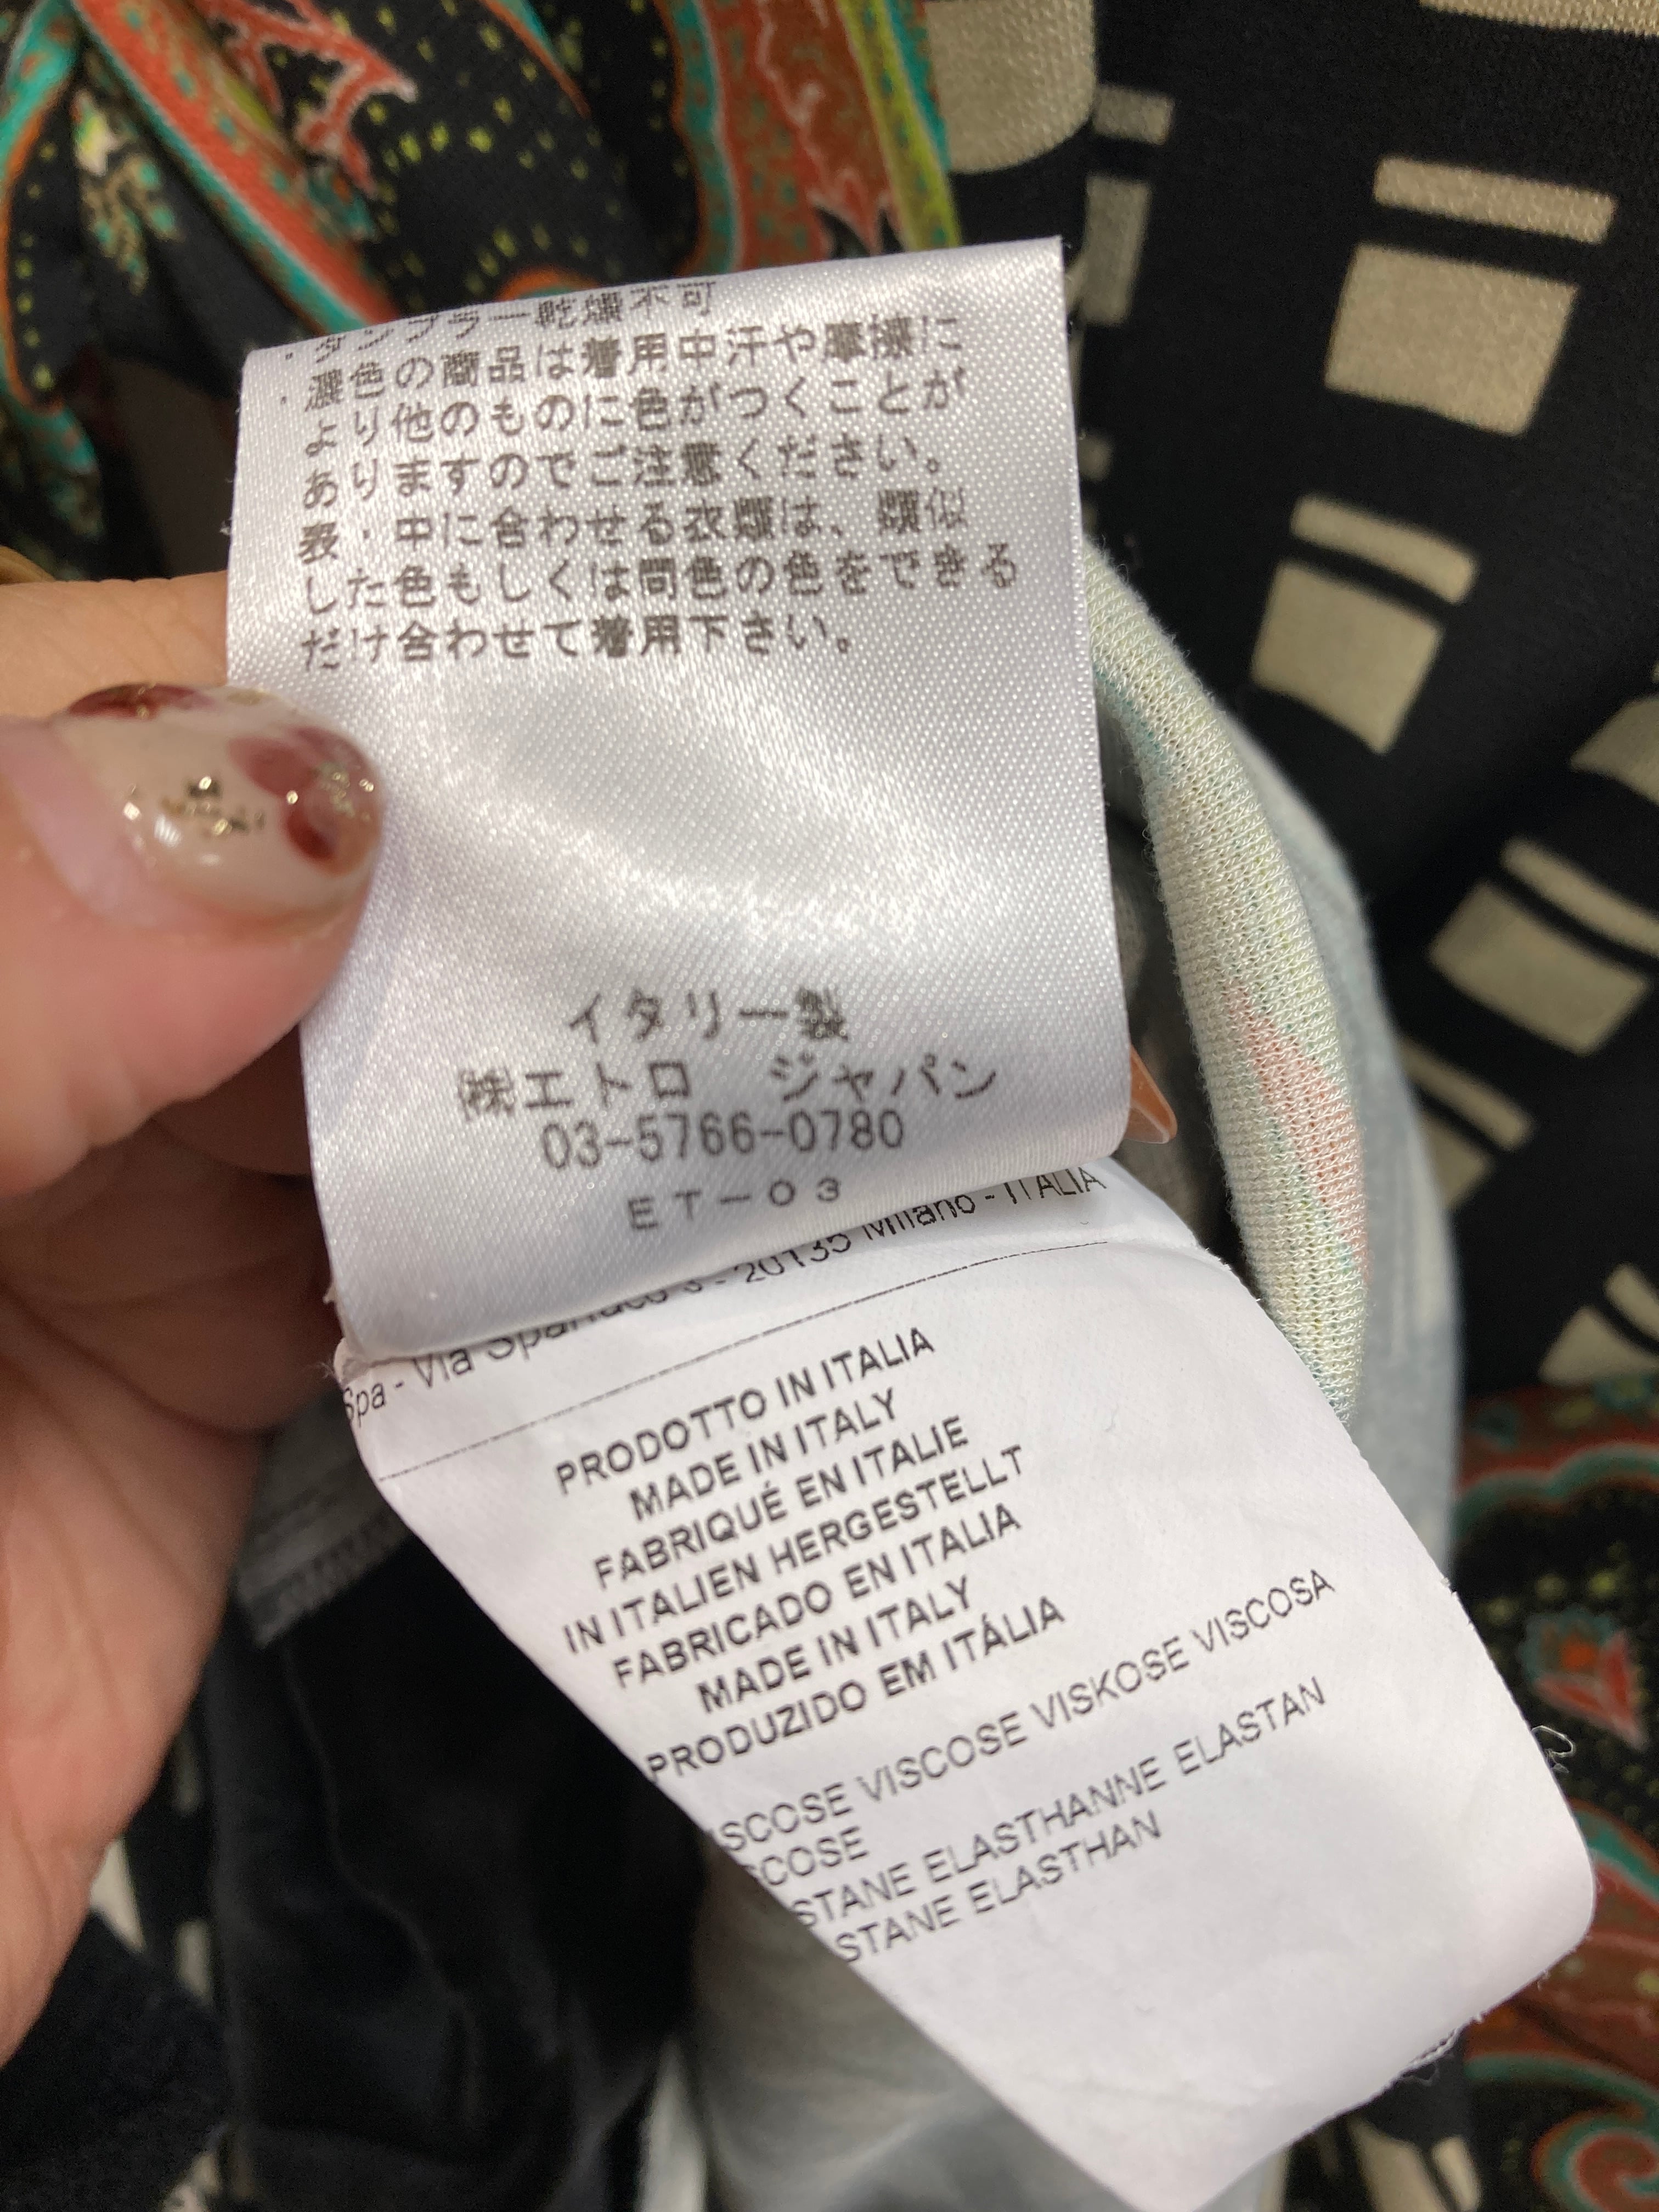 ・タンブラー乾燥不可
・濃色の商品は着用中汗や摩擦に
より他のものに色がつくことが
ありますのでご注意ください。
表・中に合わせる衣類は、類似
した色もしくは同色の色をできる
だけ合わせて着用下さい。
イタリー製
㈱エトロ ジャパン
03-5766-0780
ET-03
Spa - Via Spartaco 3 - 20135 Milano - ITALIA
PRODOTTO IN ITALIA
MADE IN ITALY
FABRIQUÉ EN ITALIE
IN ITALIEN HERGESTELLT
FABRICADO EN ITALIA
MADE IN ITALY
PRODUZIDO EM ITÁLIA
SCOSE VISCOSE VISKOSE VISCOSA
SCOSE
STANE ELASTHANNE ELASTAN
STANE ELASTHAN